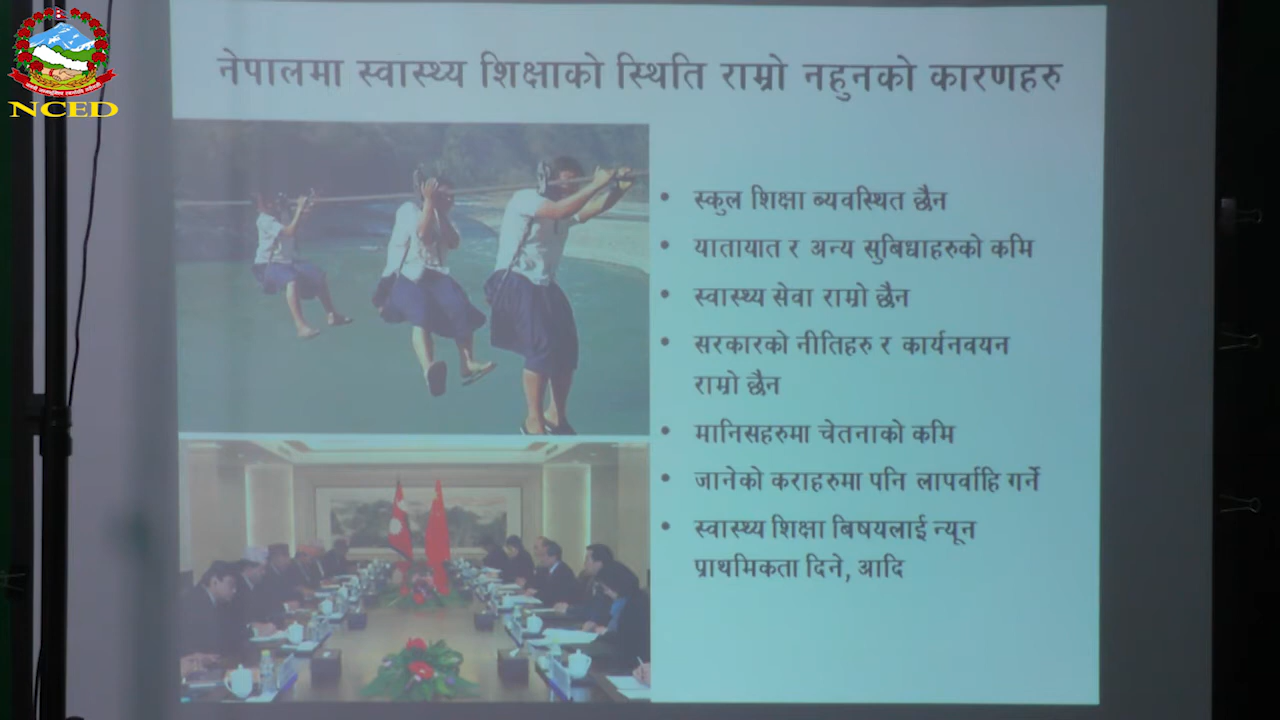 NCED
नेपालमा स्वास्थ्य शिक्षाको स्थिति राम्रो नहुनको कारणहरु
• स्कुल शिक्षा ब्यवस्थित छैन
• यातायात र अन्य सुबिधाहरुको कमि
• स्वास्थ्य सेवा राम्रो छैन
• सरकारको नीतिहरु र कार्यनवयन
राम्रो छैन
• मानिसहरुमा चेतनाको कमि
• जानेको कराहरुमा पनि लापर्वाहि गर्ने
• स्वास्थ्य शिक्षा बिषयलाई न्यून
प्राथमिकता दिने, आदि